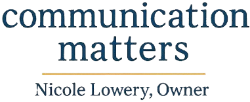 communication
matters
Nicole Lowery, Owner